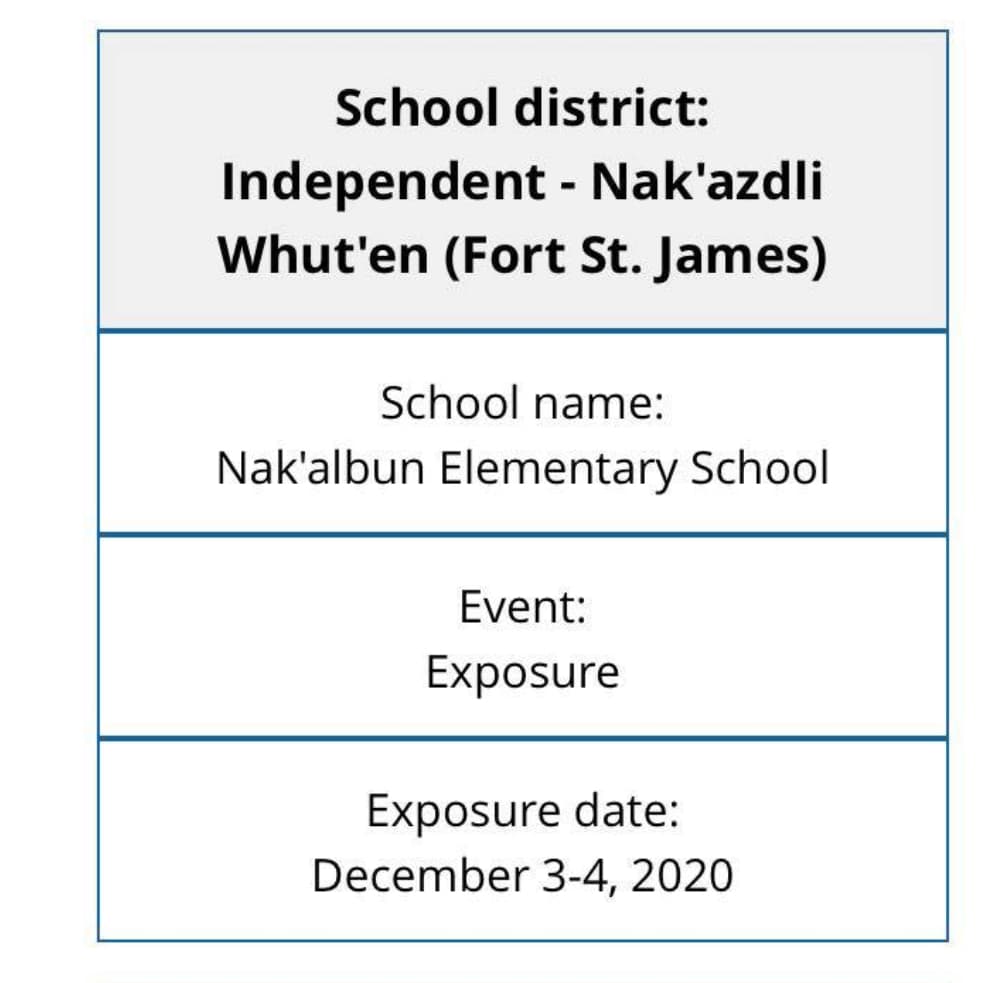 School district:
Independent - Nak'azdli
Whut'en (Fort St. James)
School name:
Nak'albun Elementary School
Event:
Exposure
Exposure date:
December 3-4, 2020